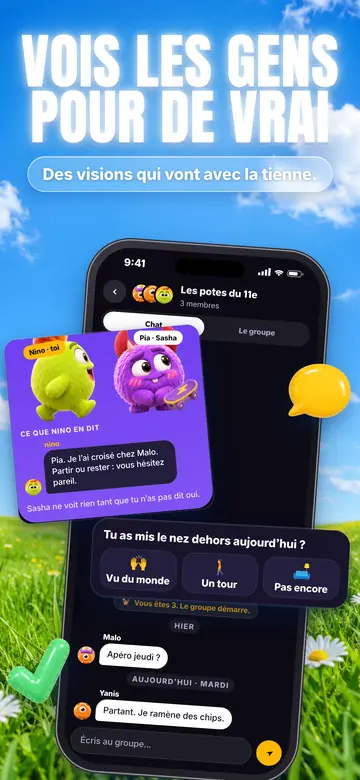 VOIS LES GENS
POUR DE VRAI
Des visions qui vont avec la tienne.
9:41
Les potes du 11e
3 membres
Chat
Le groupe
Nino · toi
Pia · Sasha
CE QUE NINO EN DIT
nino
Pia. Je l'ai croisé chez Malo.
Partir ou rester : vous hésitez
pareil.
Sasha ne voit rien tant que tu n'as pas dit oui.
Tu as mis le nez dehors aujourd'hui ?
Vu du monde
Un tour
Pas encore
Vous êtes 3. Le groupe démarre.
HIER
Malo
Apéro jeudi ?
AUJOURD'HUI · MARDI
Yanis
Partant. Je ramène des chips.
Écris au groupe...